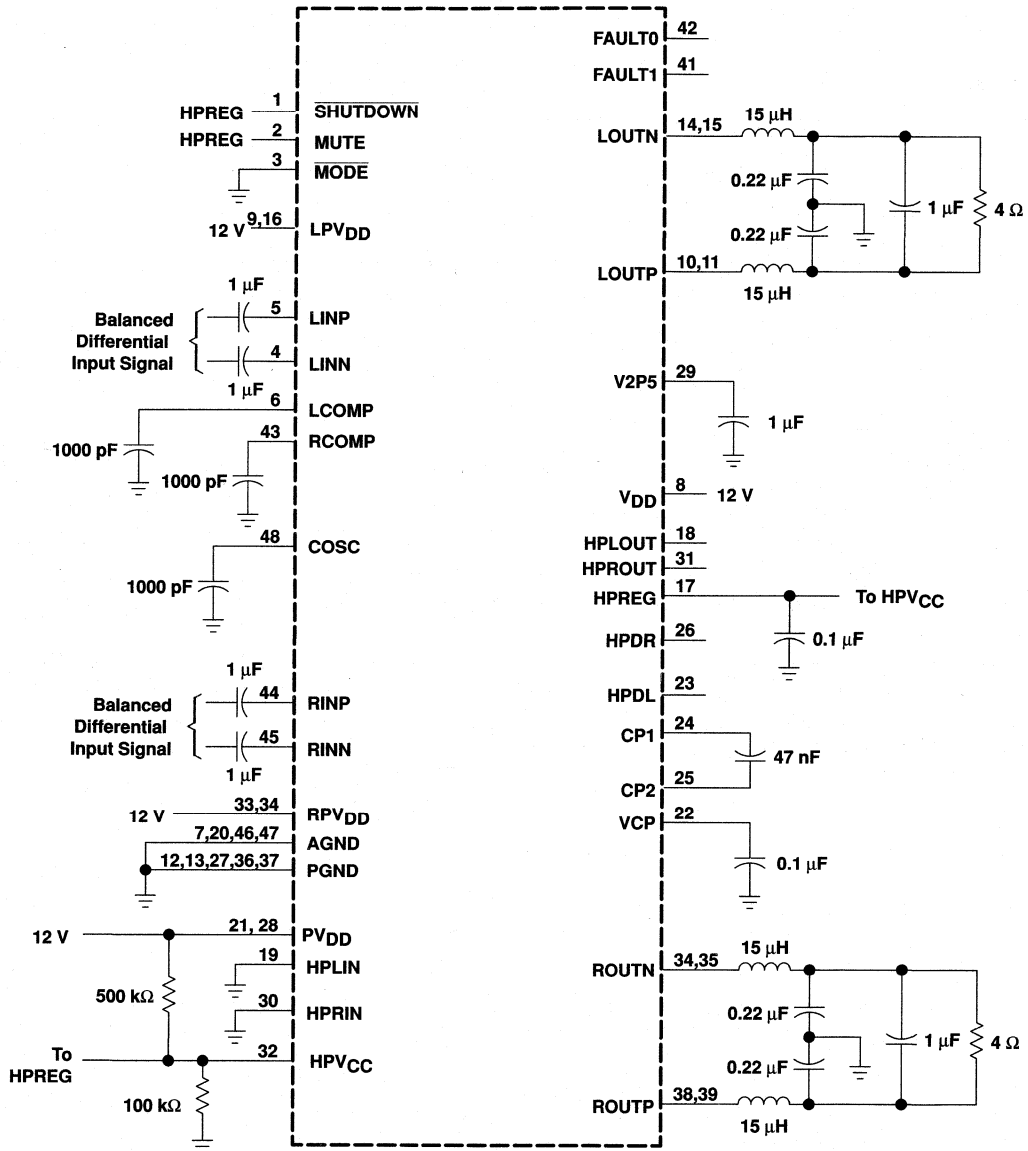 FAULT0 42
FAULT1 41
HPREG 1 SHUTDOWN
HPREG 2 MUTE
3 MODE
12 V 9,16 LPVDD
LOUTN 14,15 15 μH
0.22 μF
0.22 μF
1 μF
4 Ω
LOUTP 10,11
15 μH
1 μF
Balanced
Differential
Input Signal
5 LINP
4 LINN
1 μF
6 LCOMP
43 RCOMP
1000 pF
1000 pF
48 COSC
1000 pF
V2P5 29
1 μF
VDD 8 12 V
HPLOUT 18
HPROUT 31
HPREG 17 To HPVCC
0.1 μF
HPDR 26
HPDL 23
CP1 24
47 nF
CP2 25
VCP 22
0.1 μF
1 μF
Balanced
Differential
Input Signal
44 RINP
45 RINN
1 μF
12 V 33,34 RPVDD
7,20,46,47 AGND
12,13,27,36,37 PGND
12 V 21, 28 PVDD
19 HPLIN
500 kΩ
30 HPRIN
To
HPREG
32 HPVCC
100 kΩ
ROUTN 34,35 15 μH
0.22 μF
0.22 μF
1 μF
4 Ω
ROUTP 38,39
15 μH